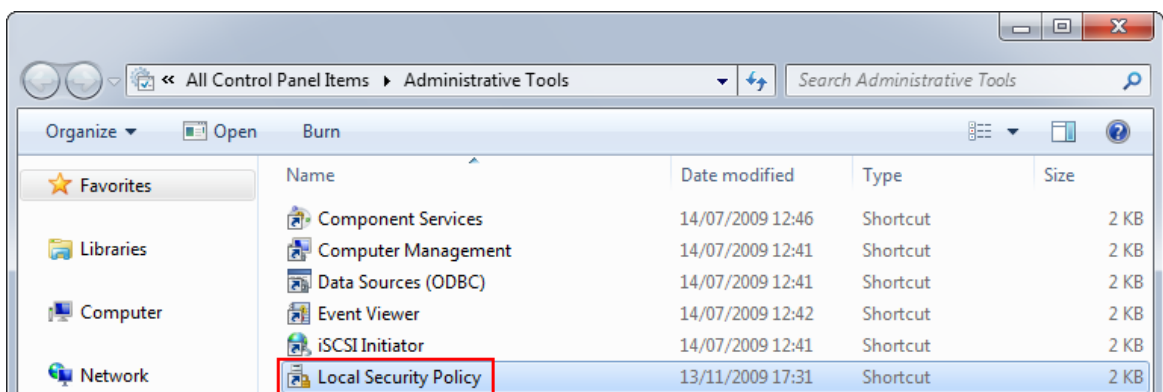 « All Control Panel Items ▸ Administrative Tools Search Administrative Tools
Organize Open Burn
Favorites
Libraries
Computer
Network
Name Date modified Type Size
Component Services 14/07/2009 12:46 Shortcut 2 KB
Computer Management 14/07/2009 12:41 Shortcut 2 KB
Data Sources (ODBC) 14/07/2009 12:41 Shortcut 2 KB
Event Viewer 14/07/2009 12:42 Shortcut 2 KB
iSCSI Initiator 14/07/2009 12:41 Shortcut 2 KB
Local Security Policy 13/11/2009 17:31 Shortcut 2 KB